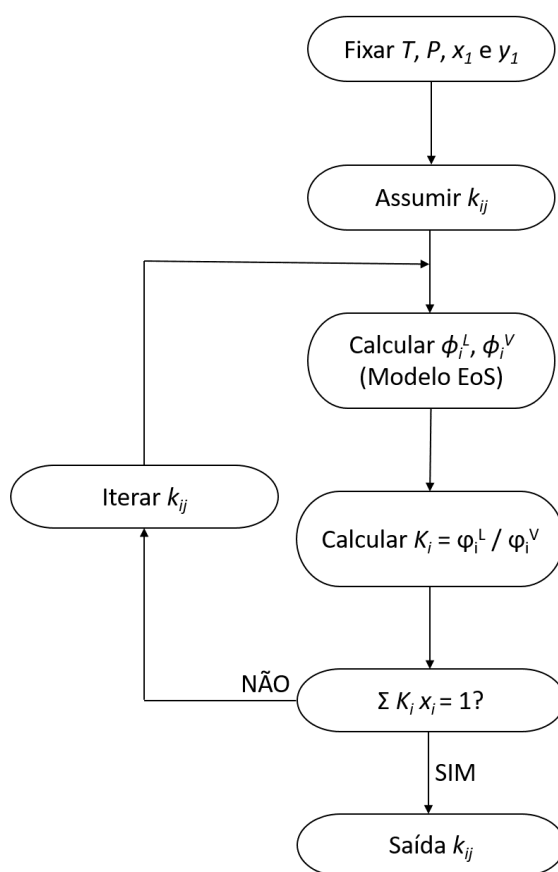 Fixar T, P, x₁ e y₁
Assumir kᵢⱼ
Calcular ϕᵢᴸ, ϕᵢⱽ
(Modelo EoS)
Iterar kᵢⱼ
Calcular Kᵢ = φᵢᴸ / φᵢⱽ
NÃO
Σ Kᵢ xᵢ = 1?
SIM
Saída kᵢⱼ